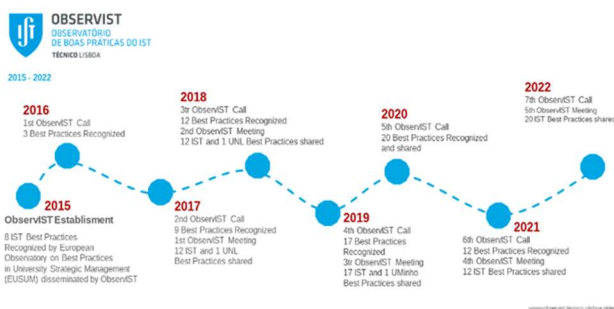 OBSERVIST
OBSERVATÓRIO
DE BOAS PRÁTICAS DO IST
TÉCNICO LISBOA
2015 - 2022
2015
ObservIST Establisment
8 IST Best Practices
Recognized by European
Observatory on Best Practices
in University Strategic Management
(EUSUM) disseminated by ObservIST
2016
1st ObservIST Call
3 Best Practices Recognized
2017
2nd ObservIST Call
9 Best Practices Recognized
1st ObservIST Meeting
12 IST and 1 UNL
Best Practices shared
2018
3tr ObservIST Call
12 Best Practices Recognized
2nd ObservIST Meeting
12 IST and 1 UNL Best Practices shared
2019
4th ObservIST Call
17 Best Practices
Recognized
3tr ObservIST Meeting
17 IST and 1 UMinho
Best Practices shared
2020
5th ObservIST Call
20 Best Practices Recognized
and shared
2021
6th ObservIST Call
12 Best Practices Recognized
4th ObservIST Meeting
12 IST Best Practices shared
2022
7th ObservIST Call
5th ObservIST Meeting
20 IST Best Practices shared